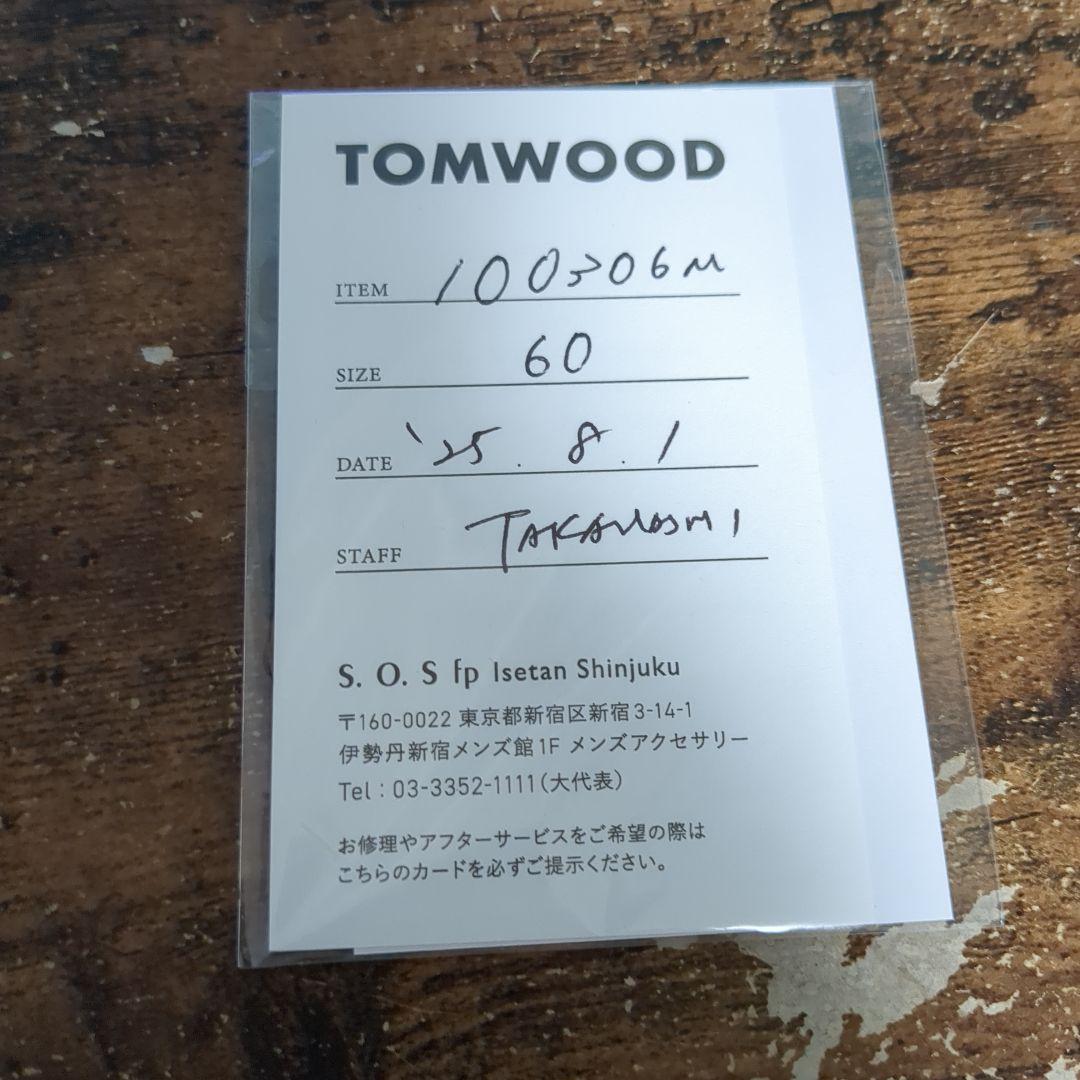 TOMWOOD
ITEM 100306M
SIZE 60
DATE '25.8.1
STAFF TAKAHASHI
S. O. S fp Isetan Shinjuku
〒160-0022 東京都新宿区新宿3-14-1
伊勢丹新宿メンズ館1F メンズアクセサリー
Tel : 03-3352-1111(大代表)
お修理やアフターサービスをご希望の際は
こちらのカードを必ずご提示ください。